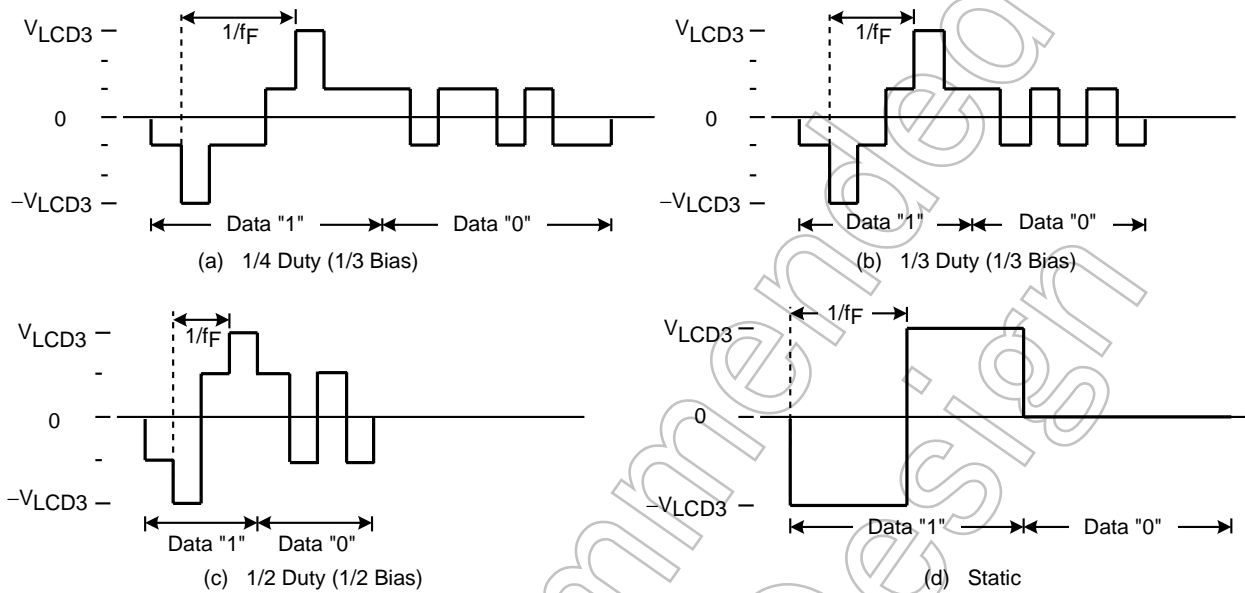 VLCD3
1/fF
0
−VLCD3
Data "1"
Data "0"
(a) 1/4 Duty (1/3 Bias)
VLCD3
1/fF
0
−VLCD3
Data "1"
Data "0"
(b) 1/3 Duty (1/3 Bias)
VLCD3
1/fF
0
−VLCD3
Data "1"
Data "0"
(c) 1/2 Duty (1/2 Bias)
VLCD3
1/fF
0
−VLCD3
Data "1"
Data "0"
(d) Static